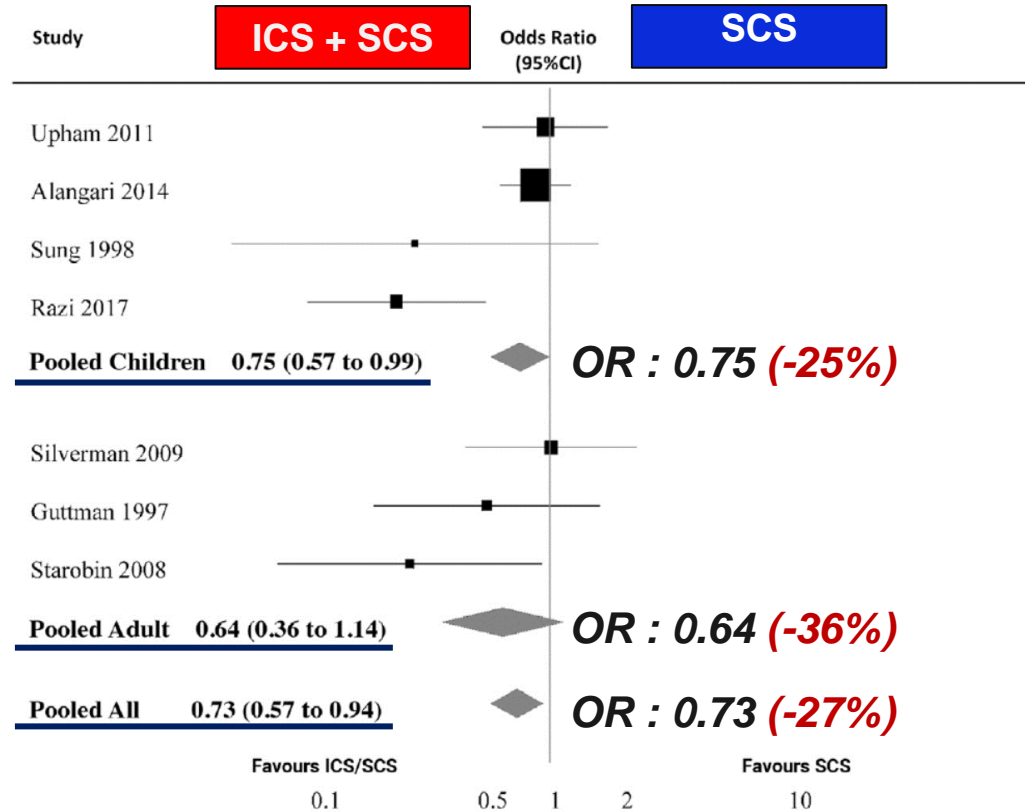 Study
ICS + SCS
Odds Ratio
(95%CI)
SCS
Upham 2011
Alangari 2014
Sung 1998
Razi 2017
Pooled Children 0.75 (0.57 to 0.99) OR : 0.75 (-25%)
Silverman 2009
Guttman 1997
Starobin 2008
Pooled Adult 0.64 (0.36 to 1.14) OR : 0.64 (-36%)
Pooled All 0.73 (0.57 to 0.94) OR : 0.73 (-27%)
Favours ICS/SCS Favours SCS
0.1 0.5 1 2 10